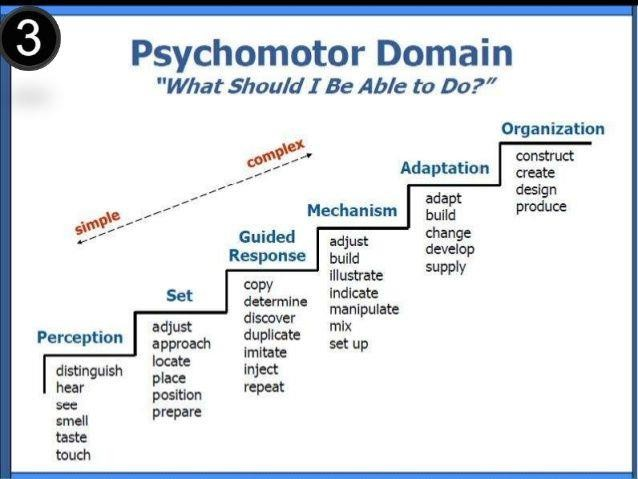 3
Psychomotor Domain
"What Should I Be Able to Do?"
simple
complex
Perception
distinguish
hear
see
smell
taste
touch
Set
adjust
approach
locate
place
position
prepare
Guided
Response
copy
determine
discover
duplicate
imitate
inject
repeat
Mechanism
adjust
build
illustrate
indicate
manipulate
mix
set up
Adaptation
adapt
build
change
develop
supply
Organization
construct
create
design
produce